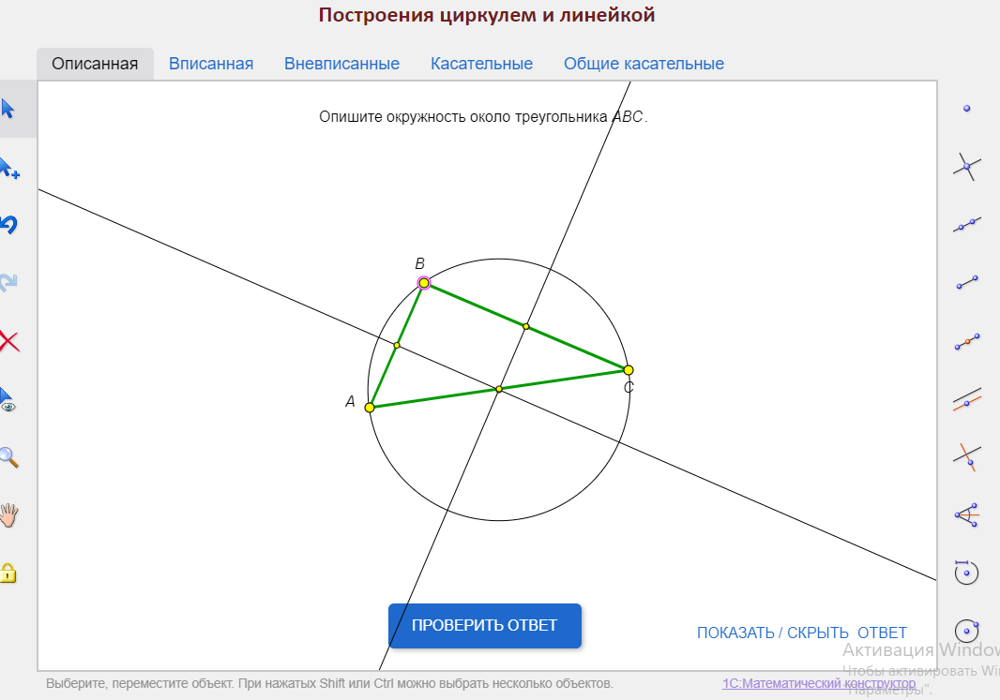 Построения циркулем и линейкой
Описанная Вписанная Вневписанные Касательные Общие касательные
Опишите окружность около треугольника ABC.
B
A
C
ПРОВЕРИТЬ ОТВЕТ
ПОКАЗАТЬ / СКРЫТЬ ОТВЕТ
Активация Window
Чтобы активировать Wi
"Параметры".
Выберите, переместите объект. При нажатых Shift или Ctrl можно выбрать несколько объектов.
1С:Математический конструктор